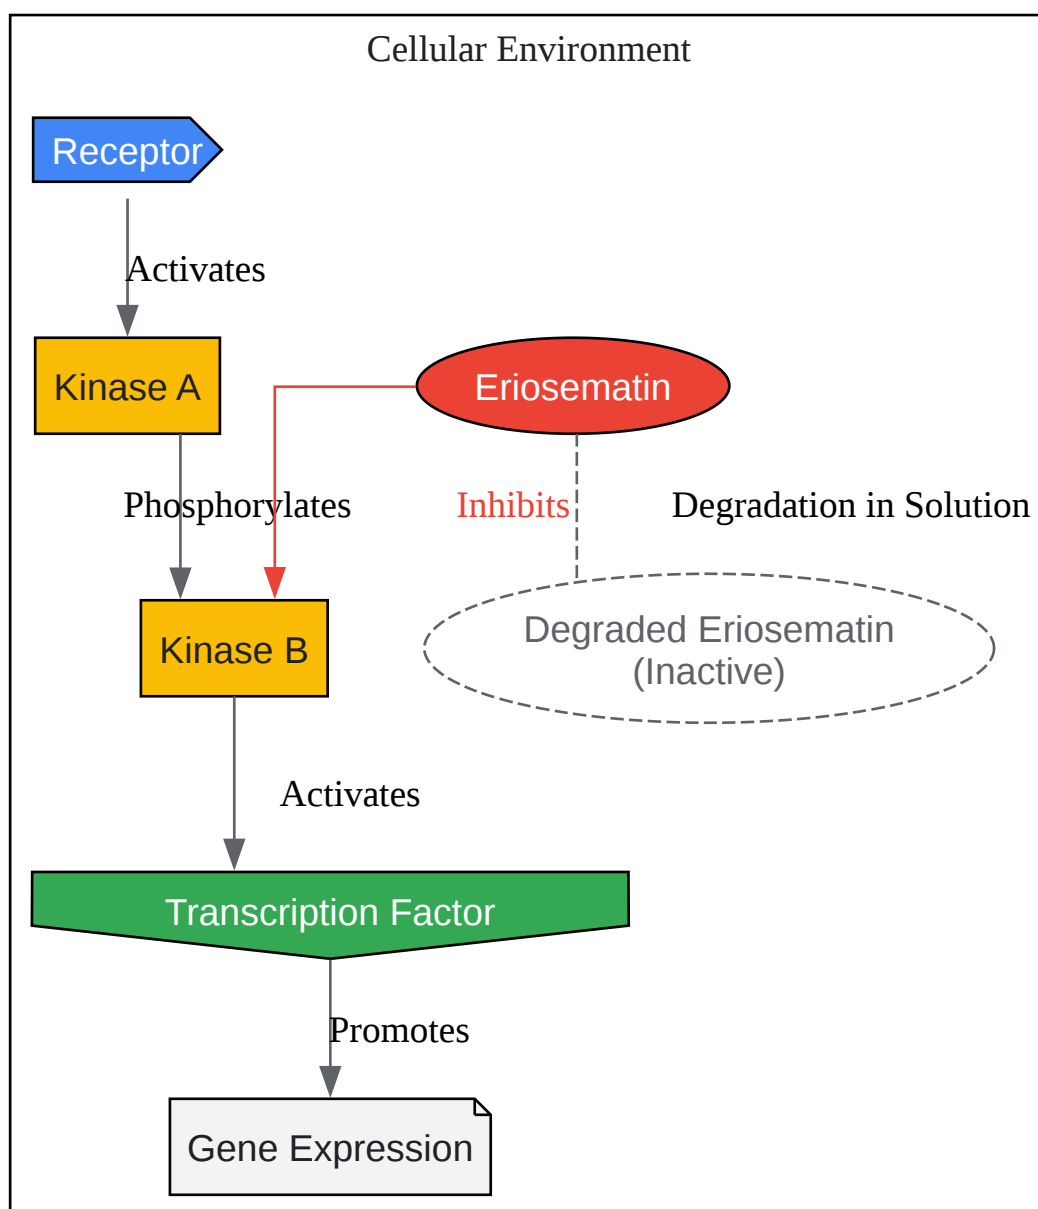 Cellular Environment
Receptor
Activates
Kinase A
Eriosematin
Phosphorylates
Inhibits
Degradation in Solution
Kinase B
Degraded Eriosematin
(Inactive)
Activates
Transcription Factor
Promotes
Gene Expression